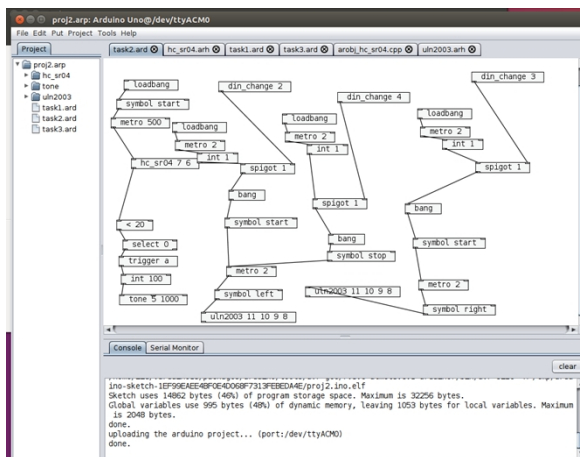 proj2.arp: Arduino Uno@/dev/ttyACM0
File Edit Put Project Tools Help
Project
proj2.arp
hc_sr04
tone
uln2003
task1.ard
task2.ard
task3.ard
task2.ard
hc_sr04.arh
task1.ard
task3.ard
arobj_hc_sr04.cpp
uln2003.arh
loadbang
symbol start
metro 500
hc_sr04 7 6
< 20
select 0
trigger a
int 100
tone 5 1000
loadbang
metro 2
int 1
din_change 2
spigot 1
bang
symbol start
metro 2
symbol left
uln2003 11 10 9 8
loadbang
metro 2
int 1
din_change 4
spigot 1
bang
symbol stop
uln2003 11 10 9 8
din_change 3
loadbang
metro 2
int 1
spigot 1
bang
symbol start
metro 2
symbol right
Console
Serial Monitor
clear
ino-sketch-1EF99EAEE4BF0E4D068F7313FEBEDA4E/proj2.ino.elf
Sketch uses 14862 bytes (46%) of program storage space. Maximum is 32256 bytes.
Global variables use 995 bytes (48%) of dynamic memory, leaving 1053 bytes for local variables. Maximum
is 2048 bytes.
done.
uploading the arduino project... (port:/dev/ttyACM0)
done.